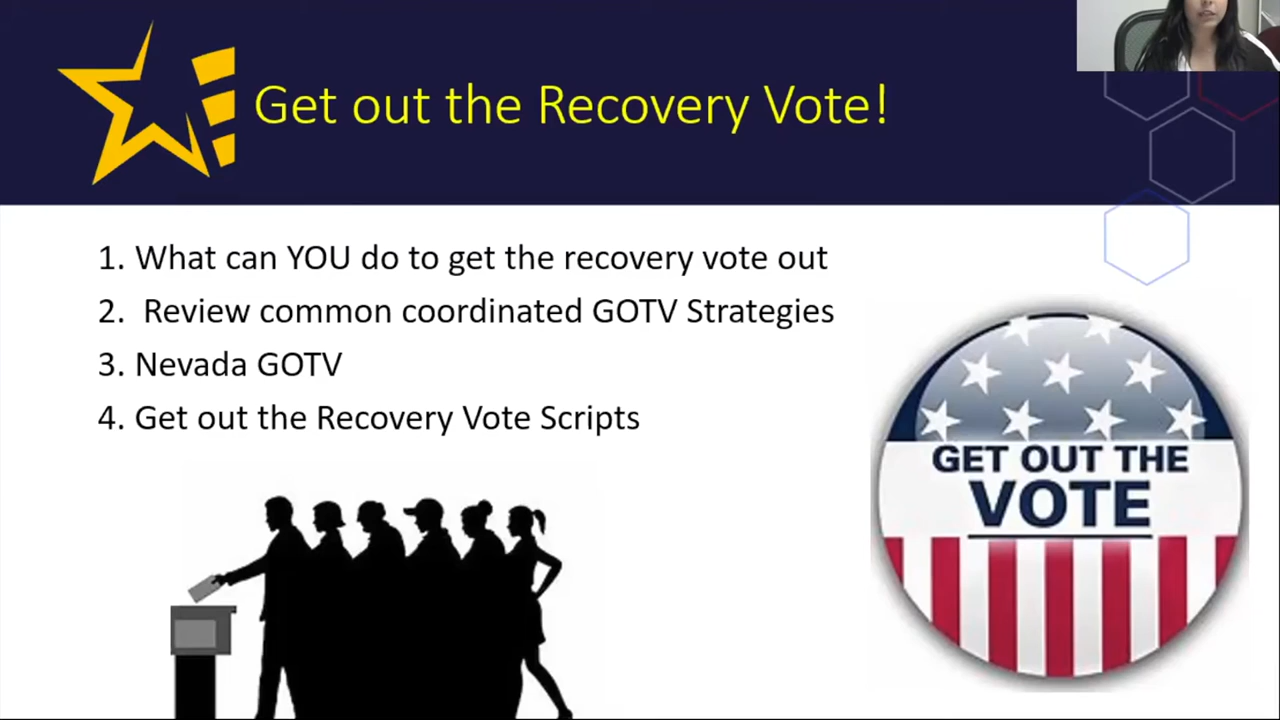 Get out the Recovery Vote!
1. What can YOU do to get the recovery vote out
2. Review common coordinated GOTV Strategies
3. Nevada GOTV
4. Get out the Recovery Vote Scripts
GET OUT THE
VOTE